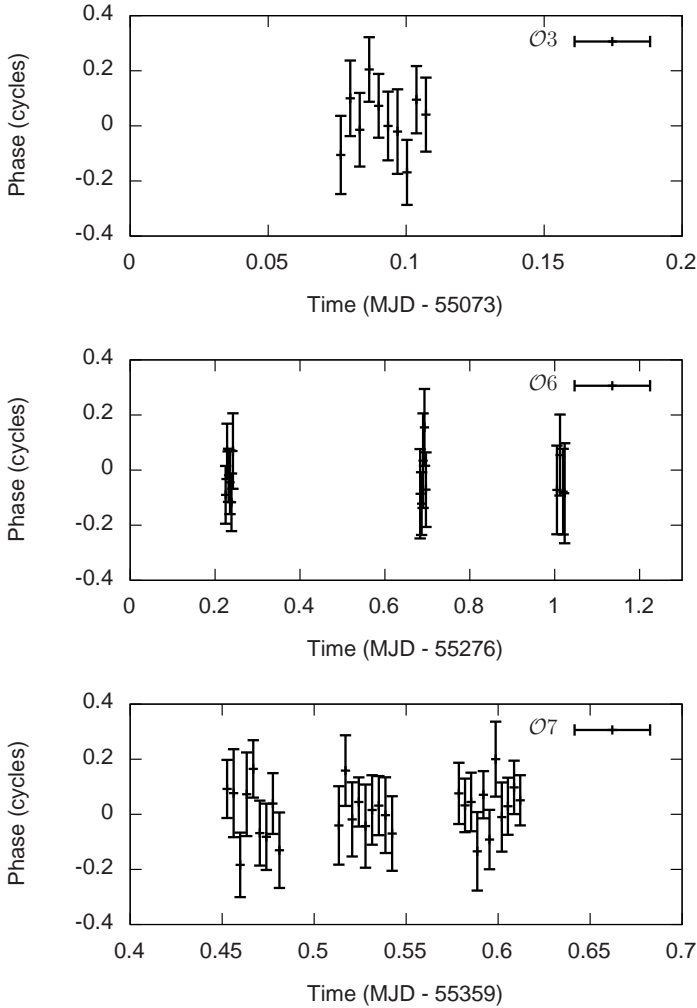 0.4
O3
0.2
0
-0.2
-0.4
Phase (cycles)
0 0.05 0.1 0.15 0.2
Time (MJD - 55073)
0.4
O6
0.2
0
-0.2
-0.4
Phase (cycles)
0 0.2 0.4 0.6 0.8 1 1.2
Time (MJD - 55276)
0.4
O7
0.2
0
-0.2
-0.4
Phase (cycles)
0.4 0.45 0.5 0.55 0.6 0.65 0.7
Time (MJD - 55359)